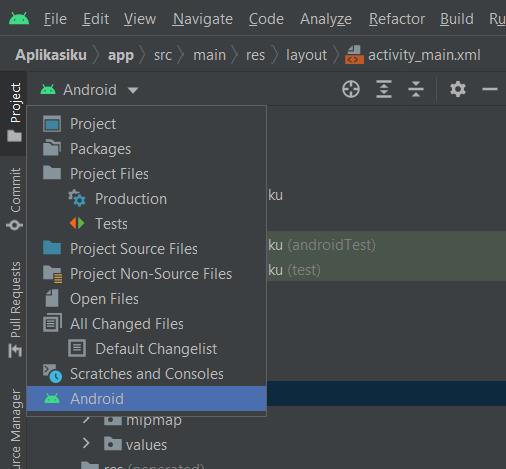 File Edit View Navigate Code Analyze Refactor Build Ru
Aplikasiku app src main res layout activity_main.xml
Project
Android
Project
Packages
Project Files
Production
ku
Tests
Project Source Files
ku (androidTest)
Project Non-Source Files
ku (test)
Open Files
All Changed Files
Default Changelist
Scratches and Consoles
Android
mipmap
values
res (generated)
Commit
Pull Requests
urce Manager